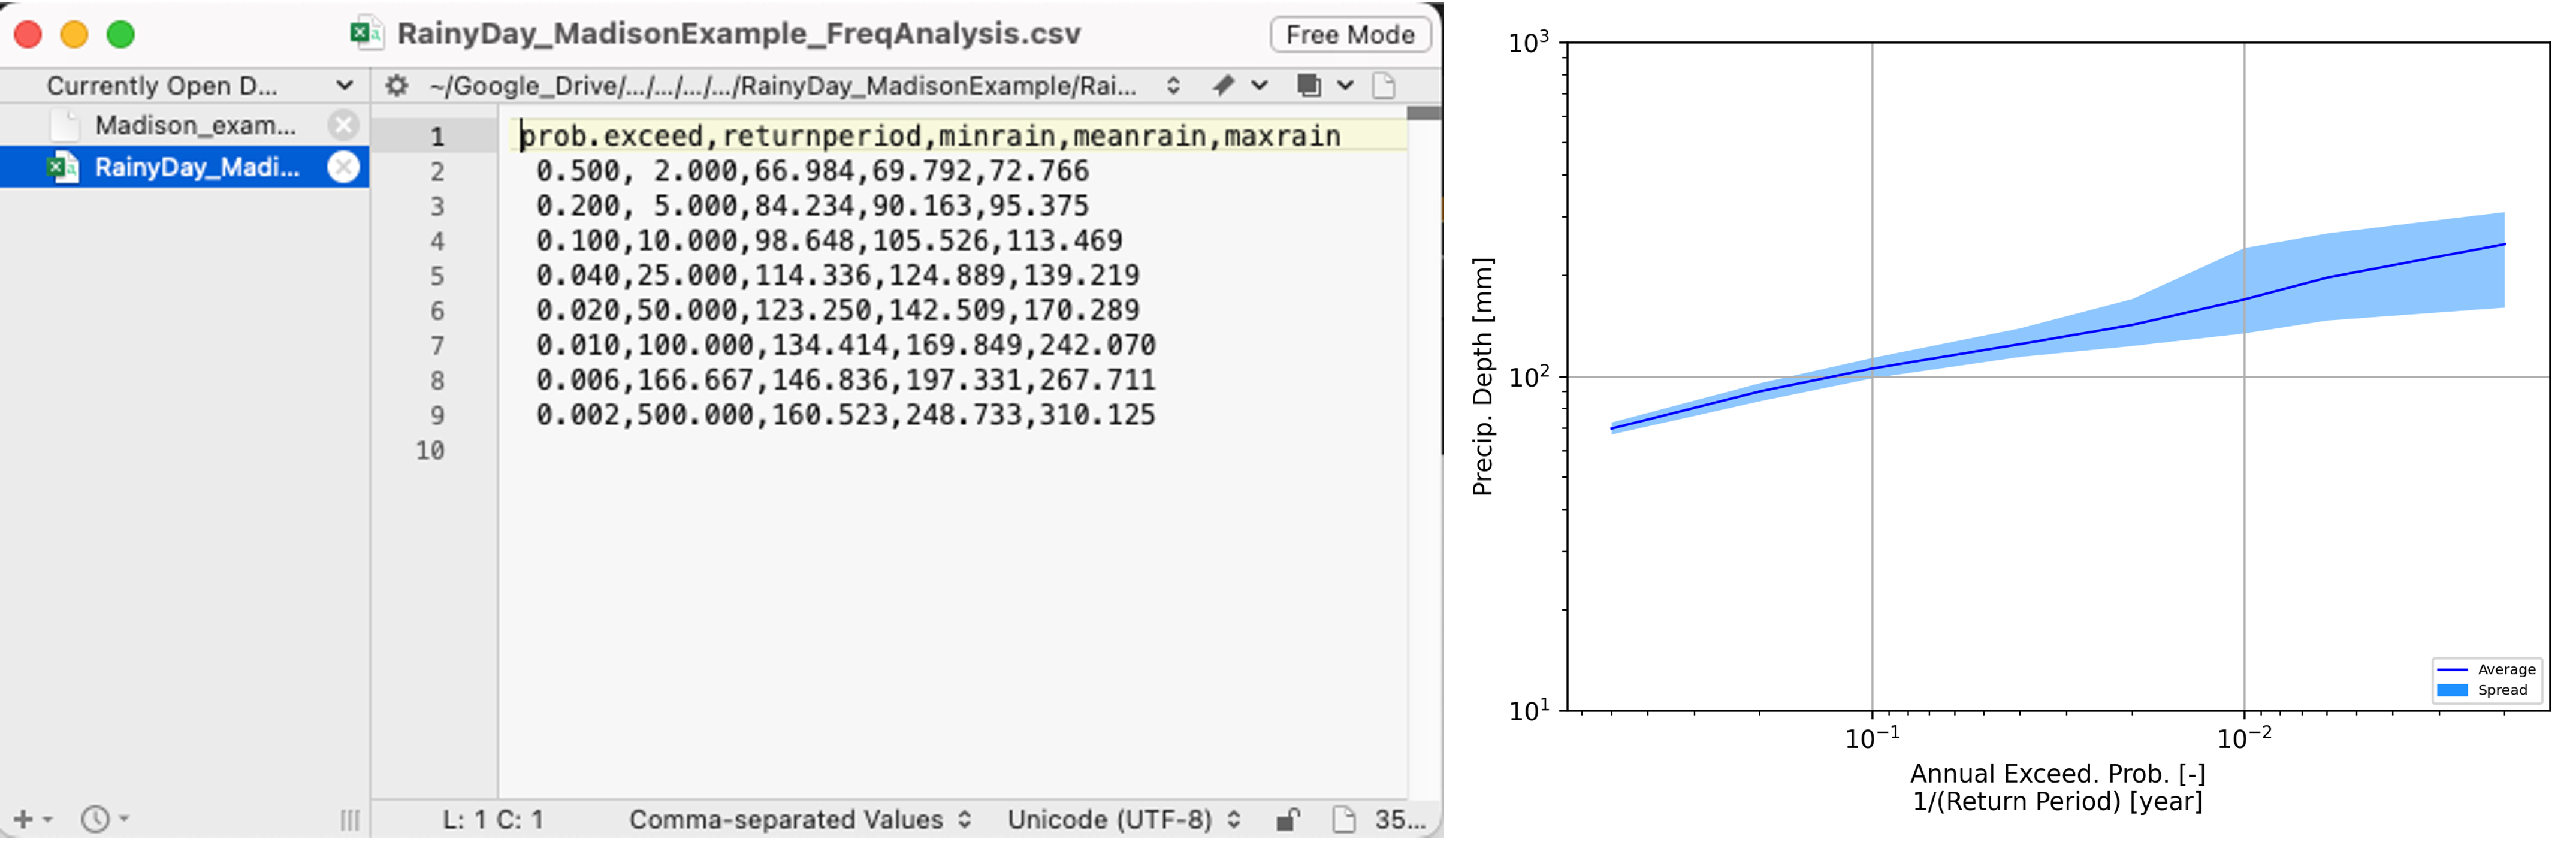 RainyDay_MadisonExample_FreqAnalysis.csv
Free Mode
Currently Open D...
~/Google_Drive/.../.../.../.../RainyDay_MadisonExample/Rai...
Madison_exam...
RainyDay_Madi...
1 prob.exceed,returnperiod,minrain,meanrain,maxrain
2 0.500, 2.000,66.984,69.792,72.766
3 0.200, 5.000,84.234,90.163,95.375
4 0.100,10.000,98.648,105.526,113.469
5 0.040,25.000,114.336,124.889,139.219
6 0.020,50.000,123.250,142.509,170.289
7 0.010,100.000,134.414,169.849,242.070
8 0.006,166.667,146.836,197.331,267.711
9 0.002,500.000,160.523,248.733,310.125
10
L: 1 C: 1
Comma-separated Values
Unicode (UTF-8)
35...
Precip. Depth [mm]
10³
10²
10¹
10⁻¹
10⁻²
Annual Exceed. Prob. [-]
1/(Return Period) [year]
Average
Spread